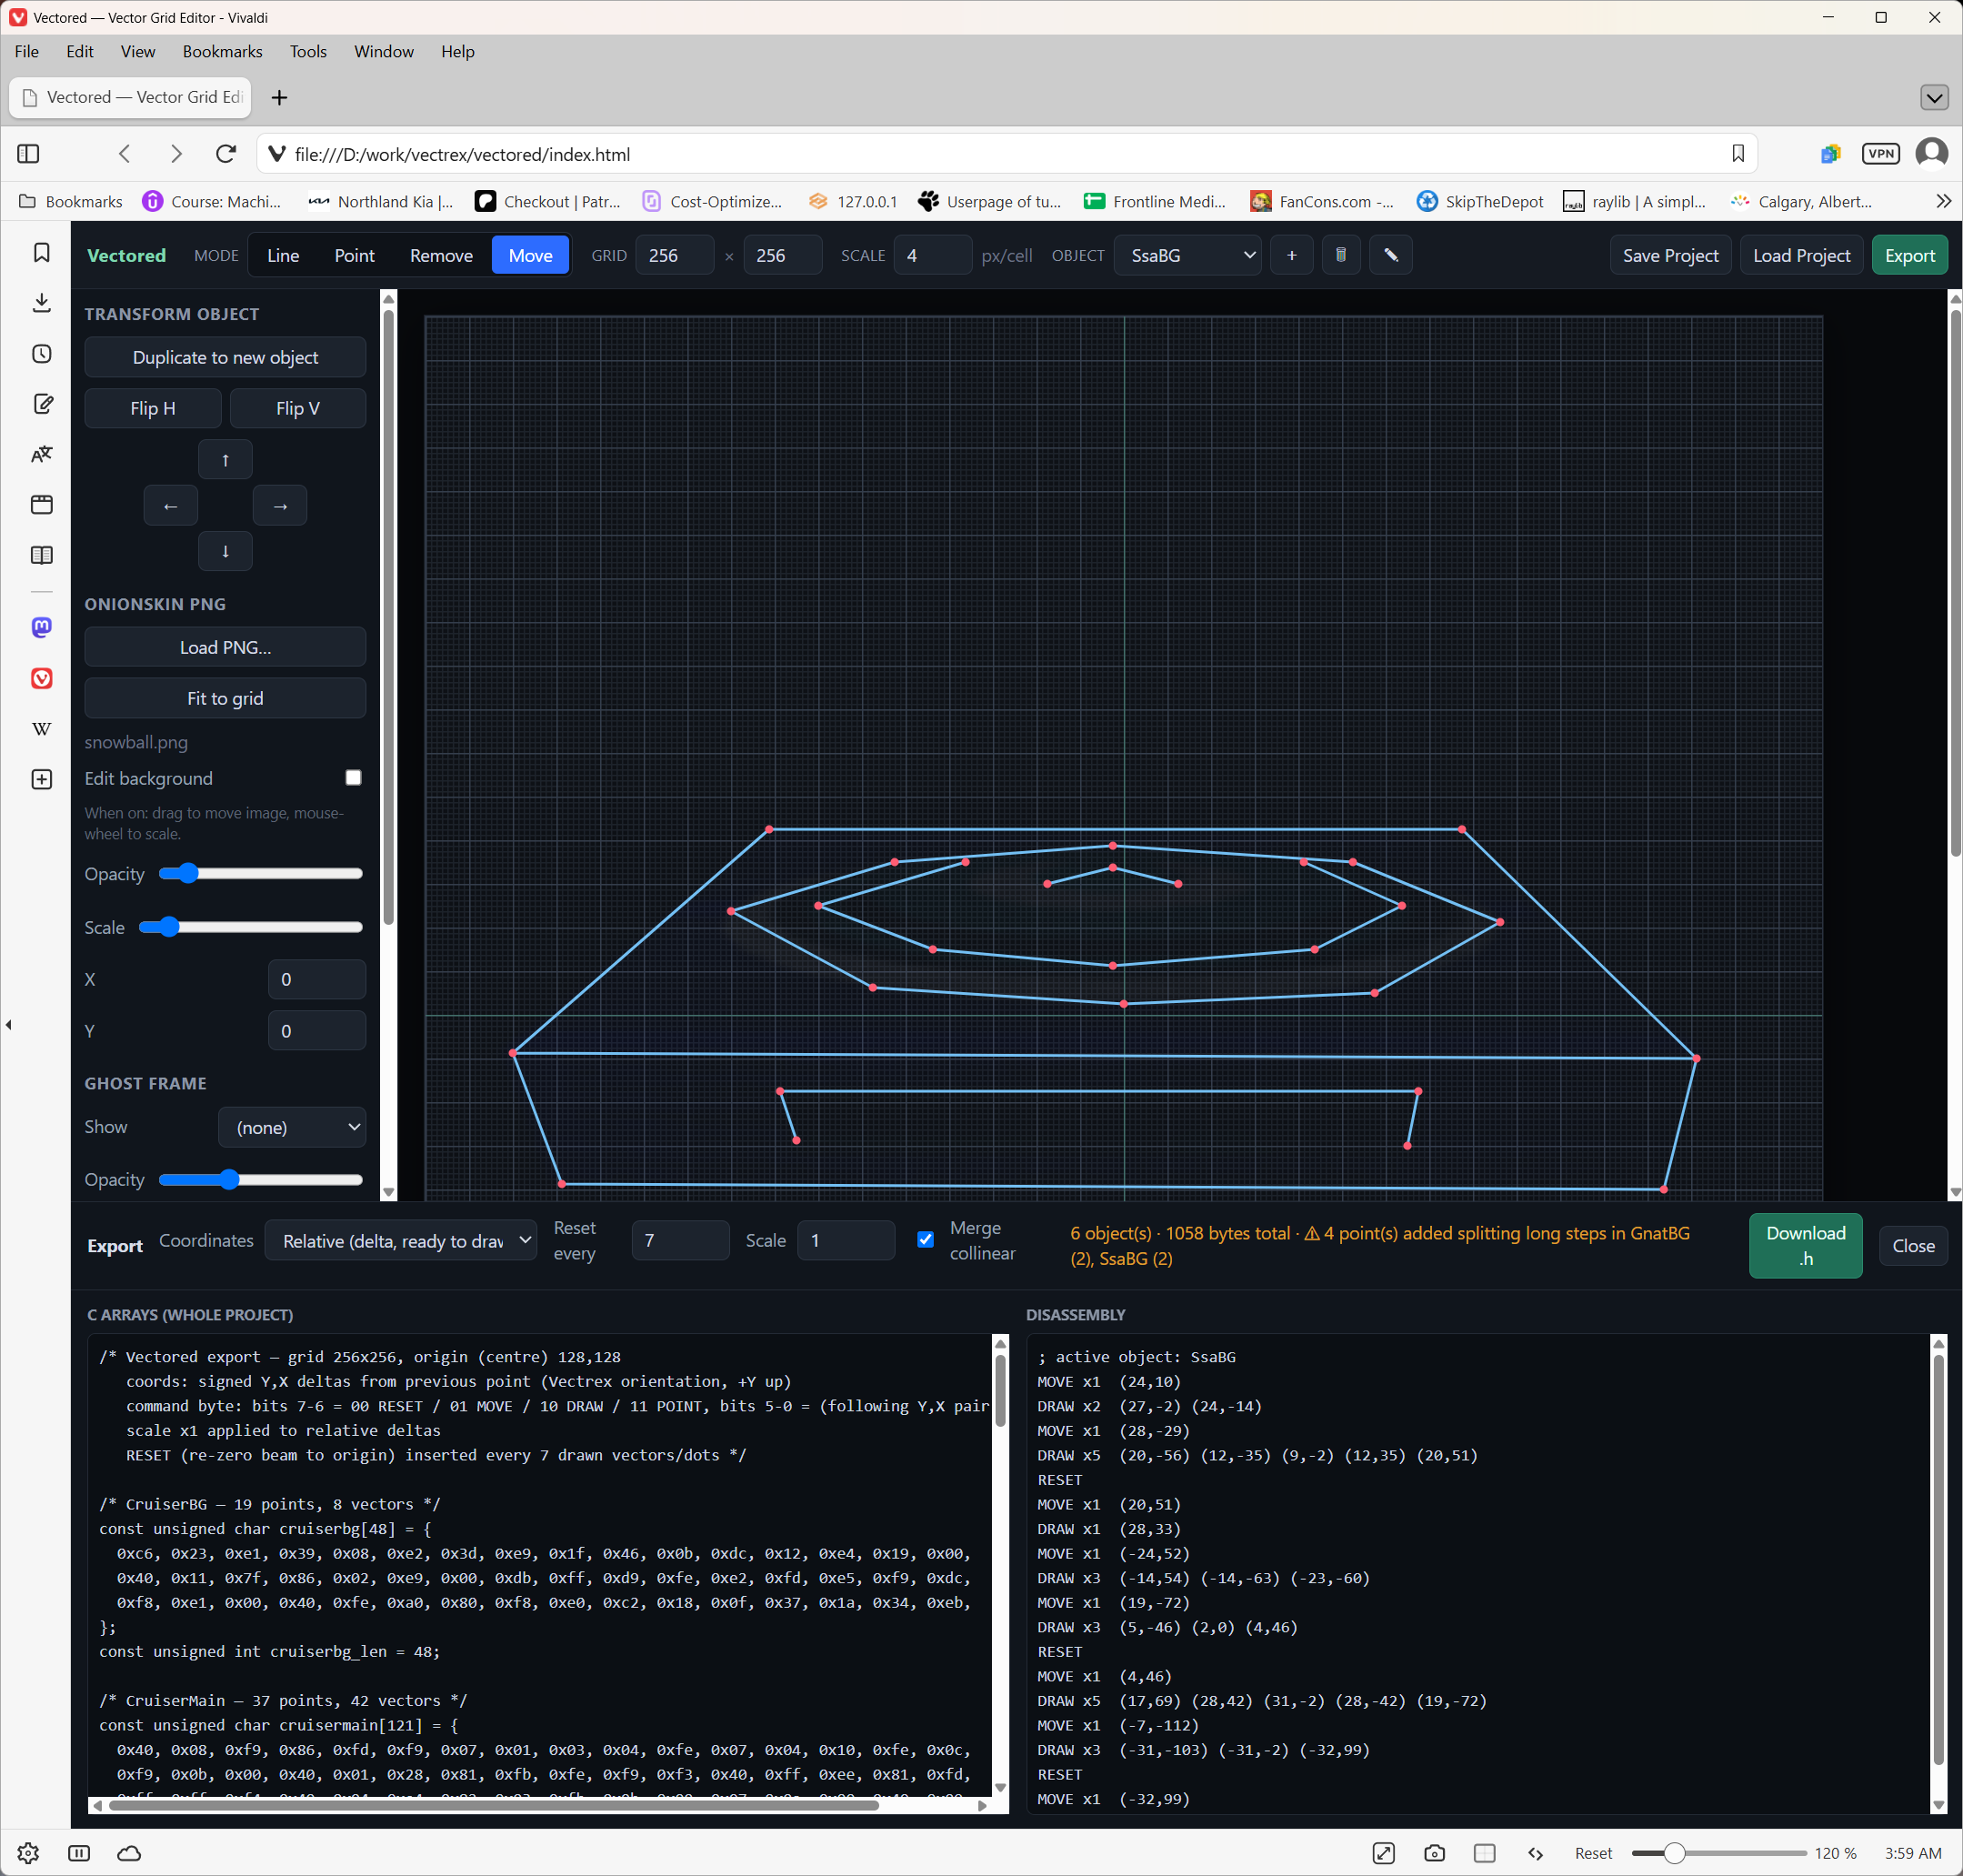 Vectored — Vector Grid Editor - Vivaldi
File Edit View Bookmarks Tools Window Help
Vectored — Vector Grid Edi
file:///D:/work/vectrex/vectored/index.html
VPN
Bookmarks Course: Machi... Northland Kia |... Checkout | Patr... Cost-Optimize... 127.0.0.1 Userpage of tu... Frontline Medi... FanCons.com -... SkipTheDepot raylib | A simpl... Calgary, Albert...
Vectored MODE Line Point Remove Move GRID 256 × 256 SCALE 4 px/cell OBJECT SsaBG + Save Project Load Project Export
TRANSFORM OBJECT
Duplicate to new object
Flip H Flip V
↑
← →
↓
ONIONSKIN PNG
Load PNG...
Fit to grid
snowball.png
Edit background
When on: drag to move image, mouse-
wheel to scale.
Opacity
Scale
X 0
Y 0
GHOST FRAME
Show (none)
Opacity
Export Coordinates Relative (delta, ready to drav Reset every 7 Scale 1 Merge collinear
6 object(s) · 1058 bytes total · ⚠ 4 point(s) added splitting long steps in GnatBG
(2), SsaBG (2)
Download .h Close
C ARRAYS (WHOLE PROJECT)
/* Vectored export — grid 256x256, origin (centre) 128,128
coords: signed Y,X deltas from previous point (Vectrex orientation, +Y up)
command byte: bits 7-6 = 00 RESET / 01 MOVE / 10 DRAW / 11 POINT, bits 5-0 = (following Y,X pair
scale x1 applied to relative deltas
RESET (re-zero beam to origin) inserted every 7 drawn vectors/dots */
/* CruiserBG — 19 points, 8 vectors */
const unsigned char cruiserbg[48] = {
0xc6, 0x23, 0xe1, 0x39, 0x08, 0xe2, 0x3d, 0xe9, 0x1f, 0x46, 0x0b, 0xdc, 0x12, 0xe4, 0x19, 0x00,
0x40, 0x11, 0x7f, 0x86, 0x02, 0xe9, 0x00, 0xdb, 0xff, 0xd9, 0xfe, 0xe2, 0xfd, 0xe5, 0xf9, 0xdc,
0xf8, 0xe1, 0x00, 0x40, 0xfe, 0xa0, 0x80, 0xf8, 0xe0, 0xc2, 0x18, 0x0f, 0x37, 0x1a, 0x34, 0xeb,
};
const unsigned int cruiserbg_len = 48;
/* CruiserMain — 37 points, 42 vectors */
const unsigned char cruisermain[121] = {
0x40, 0x08, 0xf9, 0x86, 0xfd, 0xf9, 0x07, 0x01, 0x03, 0x04, 0xfe, 0x07, 0x04, 0x10, 0xfe, 0x0c,
0xf9, 0x0b, 0x00, 0x40, 0x01, 0x28, 0x81, 0xfb, 0xfe, 0xf9, 0xf3, 0x40, 0xff, 0xee, 0x81, 0xfd,
DISASSEMBLY
; active object: SsaBG
MOVE x1 (24,10)
DRAW x2 (27,-2) (24,-14)
MOVE x1 (28,-29)
DRAW x5 (20,-56) (12,-35) (9,-2) (12,35) (20,51)
RESET
MOVE x1 (20,51)
DRAW x1 (28,33)
MOVE x1 (-24,52)
DRAW x3 (-14,54) (-14,-63) (-23,-60)
MOVE x1 (19,-72)
DRAW x3 (5,-46) (2,0) (4,46)
RESET
MOVE x1 (4,46)
DRAW x5 (17,69) (28,42) (31,-2) (28,-42) (19,-72)
MOVE x1 (-7,-112)
DRAW x3 (-31,-103) (-31,-2) (-32,99)
RESET
MOVE x1 (-32,99)
Reset 120 % 3:59 AM